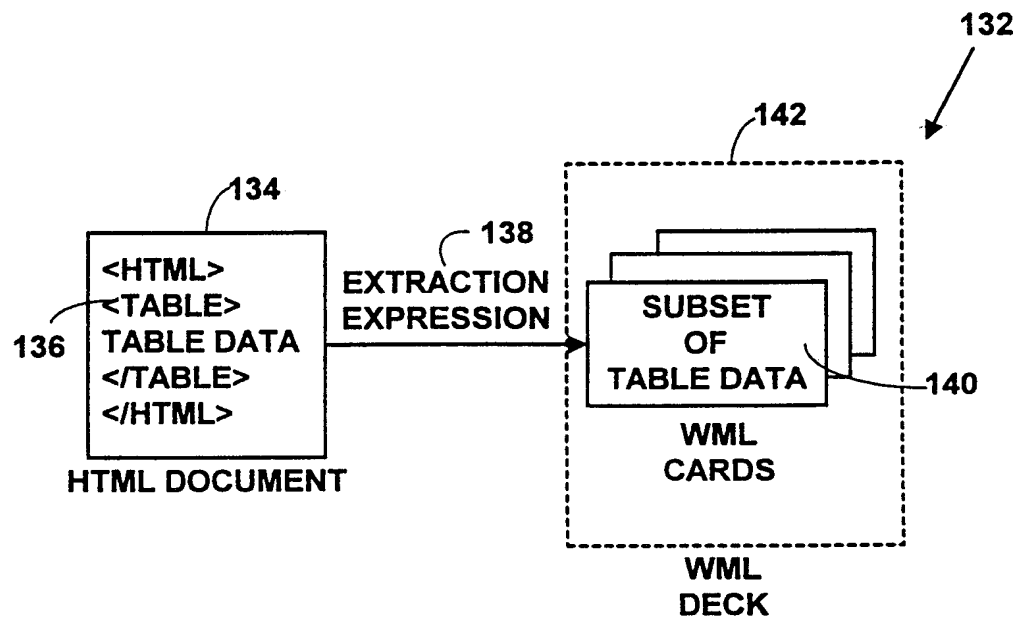 132
142
134
<HTML>
<TABLE>
TABLE DATA
</TABLE>
</HTML>
136
HTML DOCUMENT
138
EXTRACTION
EXPRESSION
SUBSET
OF
TABLE DATA
140
WML
CARDS
WML
DECK